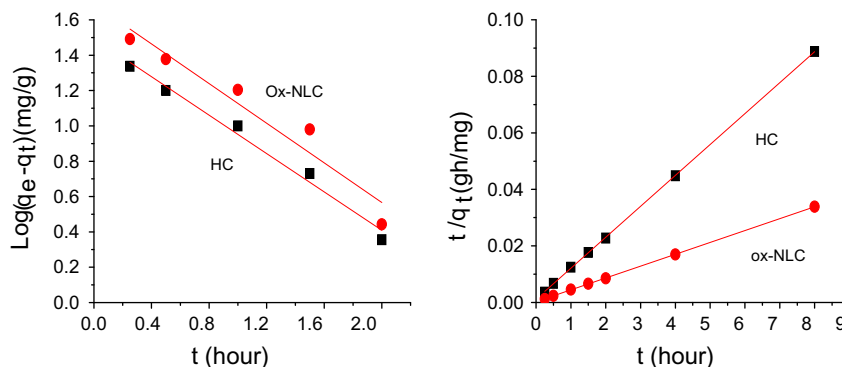 1.6
1.4
1.2
1.0
0.8
0.6
0.4
0.2
0.0
0.0 0.4 0.8 1.2 1.6 2.0
Log(qe-qt)(mg/g)
t (hour)
Ox-NLC
HC
0.10
0.08
0.06
0.04
0.02
0.00
0 1 2 3 4 5 6 7 8 9
t/qt(gh/mg)
t (hour)
HC
ox-NLC